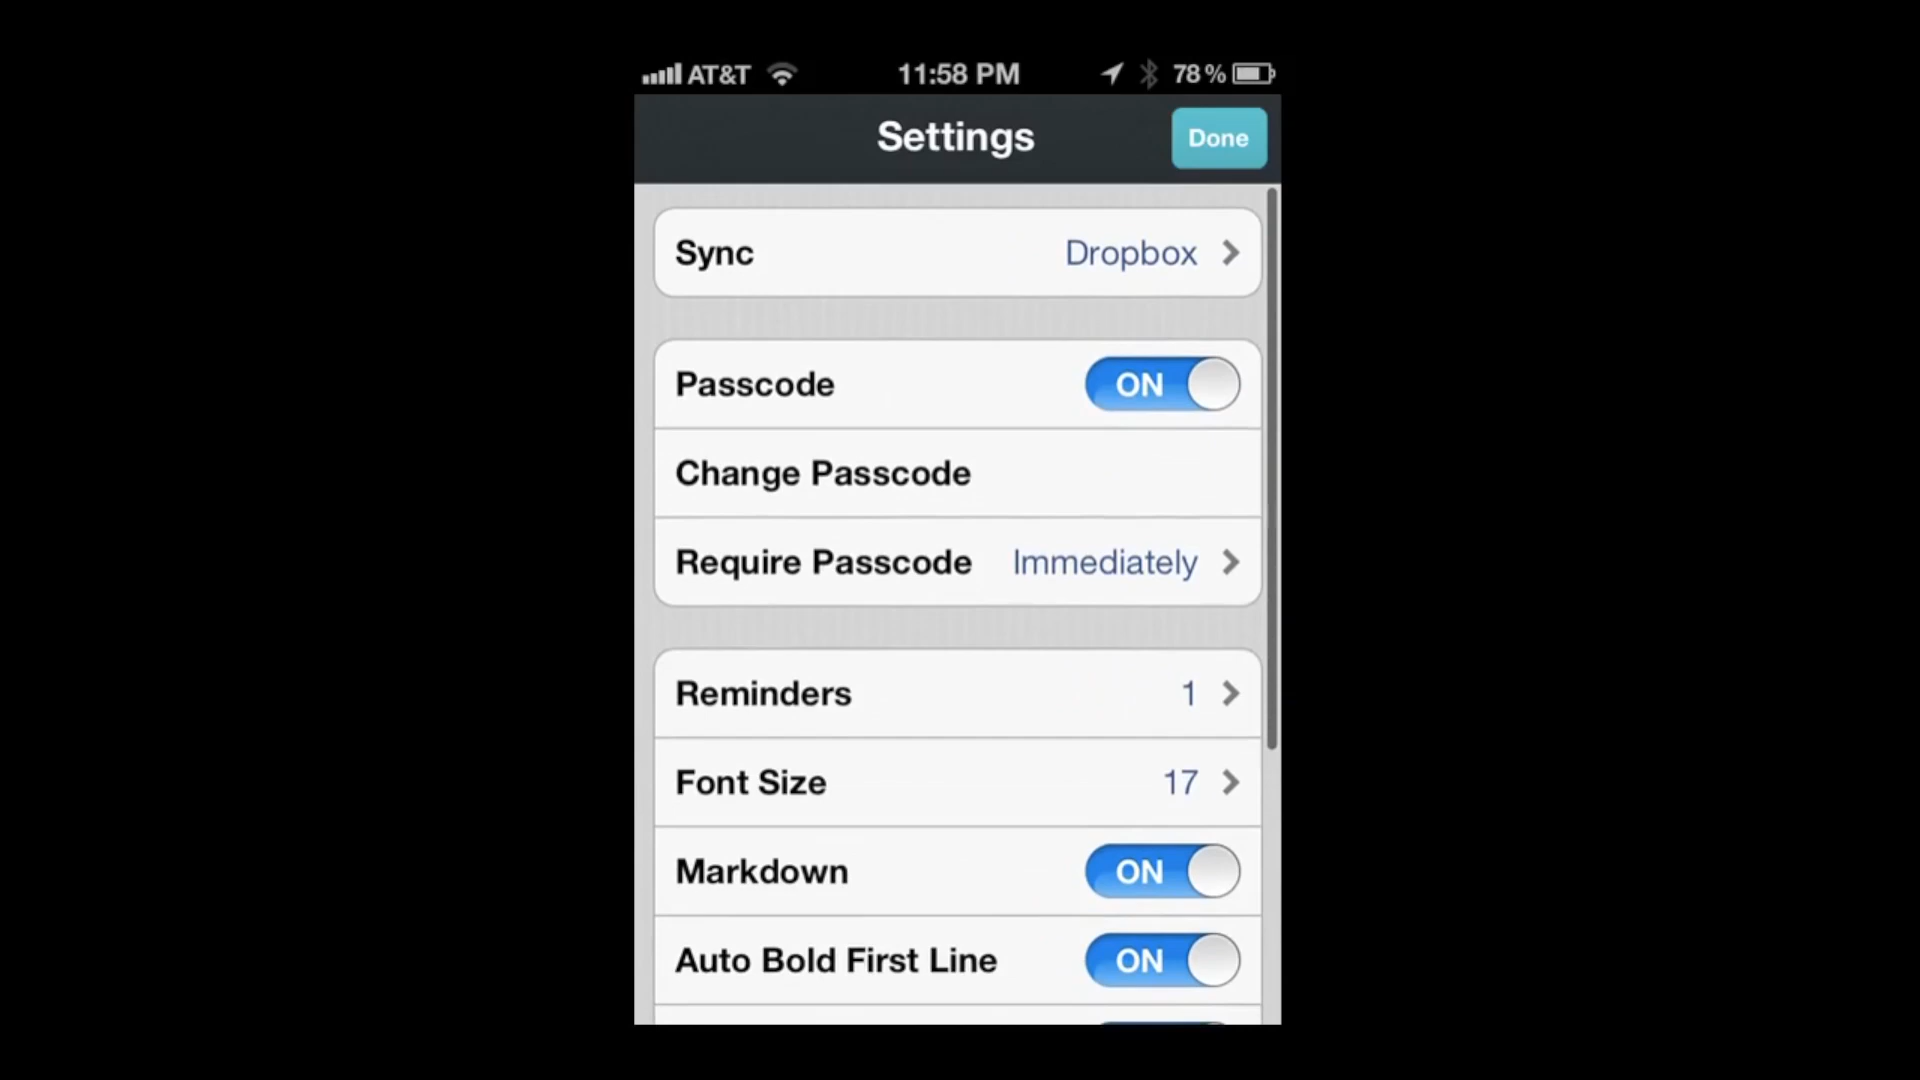 AT&T 11:58 PM 78%
Settings Done
Sync Dropbox
Passcode ON
Change Passcode
Require Passcode Immediately
Reminders 1
Font Size 17
Markdown ON
Auto Bold First Line ON